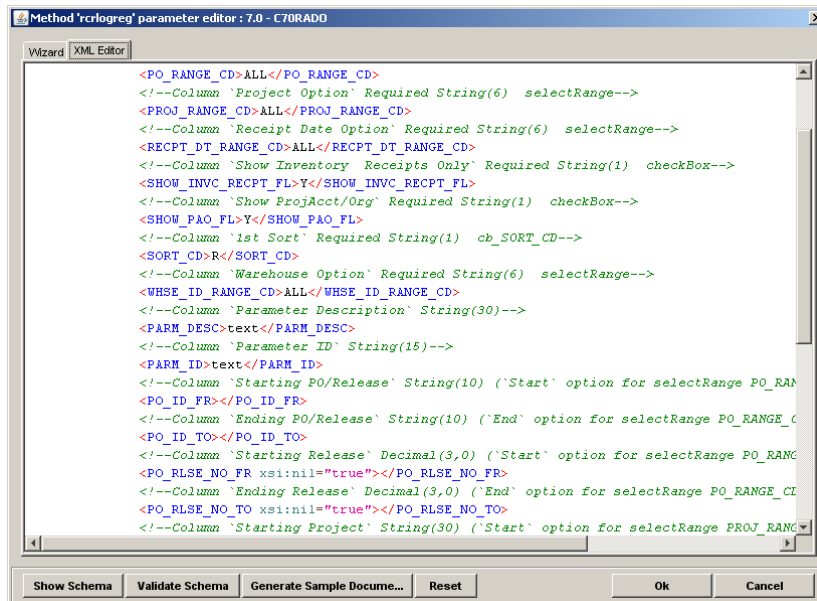 Method 'rcrlogreg' parameter editor : 7.0 - C70RADO
Wizard XML Editor
<PO_RANGE_CD>ALL</PO_RANGE_CD>
<!--Column `Project Option` Required String(6)  selectRange-->
<PROJ_RANGE_CD>ALL</PROJ_RANGE_CD>
<!--Column `Receipt Date Option` Required String(6)  selectRange-->
<RECPT_DT_RANGE_CD>ALL</RECPT_DT_RANGE_CD>
<!--Column `Show Inventory  Receipts Only` Required String(1)  checkBox-->
<SHOW_INVC_RECPT_FL>Y</SHOW_INVC_RECPT_FL>
<!--Column `Show ProjAcct/Org` Required String(1)  checkBox-->
<SHOW_PAO_FL>Y</SHOW_PAO_FL>
<!--Column `1st Sort` Required String(1)  cb_SORT_CD-->
<SORT_CD>R</SORT_CD>
<!--Column `Warehouse Option` Required String(6)  selectRange-->
<WHSE_ID_RANGE_CD>ALL</WHSE_ID_RANGE_CD>
<!--Column `Parameter Description` String(30)-->
<PARM_DESC>text</PARM_DESC>
<!--Column `Parameter ID` String(15)-->
<PARM_ID>text</PARM_ID>
<!--Column `Starting PO/Release` String(10) (`Start` option for selectRange PO_RAN
<PO_ID_FR></PO_ID_FR>
<!--Column `Ending PO/Release` String(10) (`End` option for selectRange PO_RANGE_C
<PO_ID_TO></PO_ID_TO>
<!--Column `Starting Release` Decimal(3,0) (`Start` option for selectRange PO_RANG
<PO_RLSE_NO_FR xsi:nil="true"></PO_RLSE_NO_FR>
<!--Column `Ending Release` Decimal(3,0) (`End` option for selectRange PO_RANGE_CD
<PO_RLSE_NO_TO xsi:nil="true"></PO_RLSE_NO_TO>
<!--Column `Starting Project` String(30) (`Start` option for selectRange PROJ_RANG
Show Schema Validate Schema Generate Sample Docume... Reset Ok Cancel